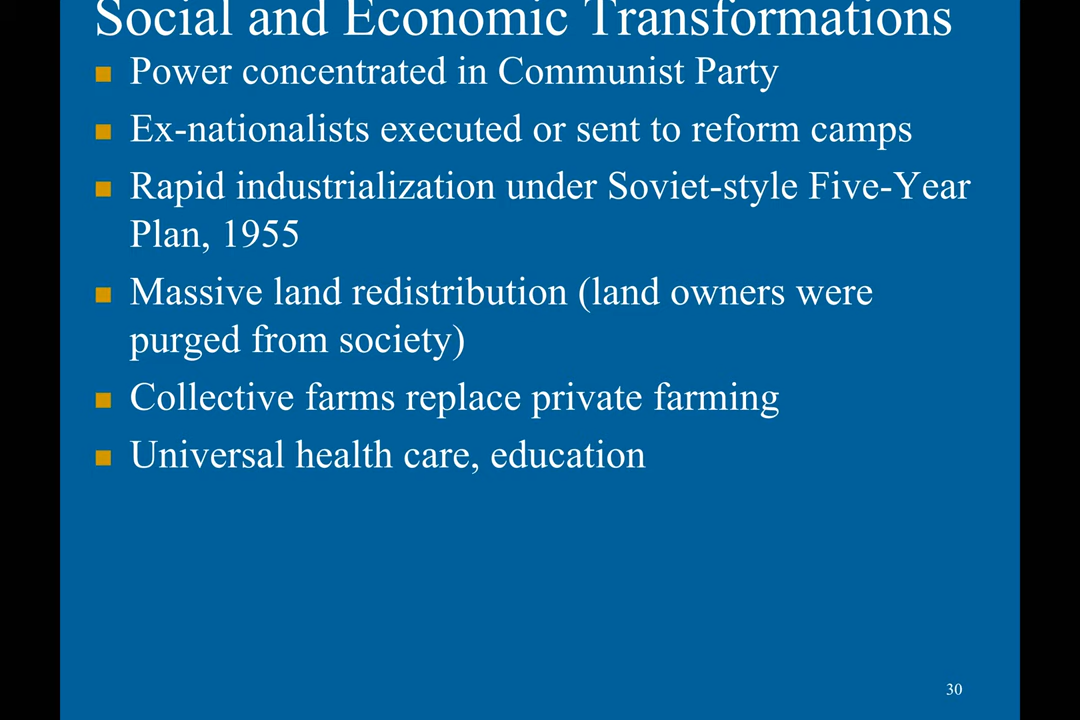 Social and Economic Transformations
Power concentrated in Communist Party
Ex-nationalists executed or sent to reform camps
Rapid industrialization under Soviet-style Five-Year
Plan, 1955
Massive land redistribution (land owners were
purged from society)
Collective farms replace private farming
Universal health care, education
30